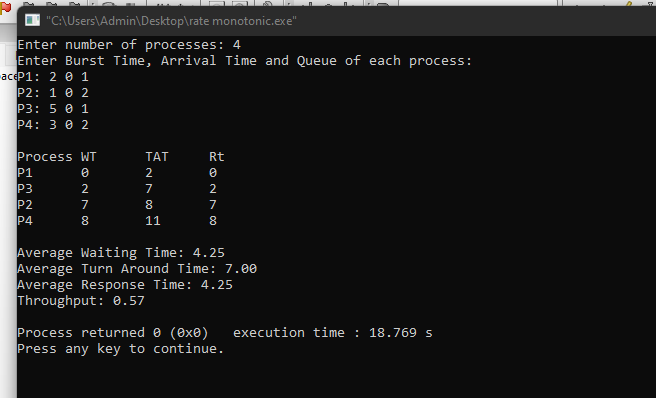 "C:\Users\Admin\Desktop\rate monotonic.exe"
Enter number of processes: 4
Enter Burst Time, Arrival Time and Queue of each process:
P1: 2 0 1
P2: 1 0 2
P3: 5 0 1
P4: 3 0 2
Process WT TAT Rt
P1 0 2 0
P3 2 7 2
P2 7 8 7
P4 8 11 8
Average Waiting Time: 4.25
Average Turn Around Time: 7.00
Average Response Time: 4.25
Throughput: 0.57
Process returned 0 (0x0) execution time : 18.769 s
Press any key to continue.